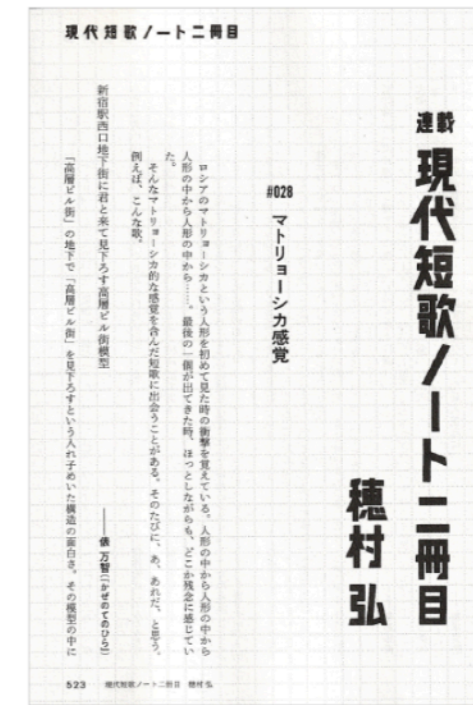 現代短歌ノート二冊目
連載
現代短歌ノート二冊目
穂村 弘
#028 マトリョーシカ感覚
ロシアのマトリョーシカという人形を初めて見た時の衝撃を覚えている。人形の中から人形の中から
人形の中から人形の中から……。最後の一個が出てきた時、ほっとしながらも、どこか残念に感じてい
た。
そんなマトリョーシカ的な感覚を含んだ短歌に出会うことがある。そのたびに、あ、あれだ、と思う。
例えば、こんな歌。
新宿駅西口地下街に君と来て見下ろす高層ビル街模型
――俵 万智(『かぜのてのひら』)
「高層ビル街」の地下で「高層ビル街」を見下ろすという入れ子めいた構造の面白さ。その模型の中に
523 現代短歌ノート二冊目 穂村 弘